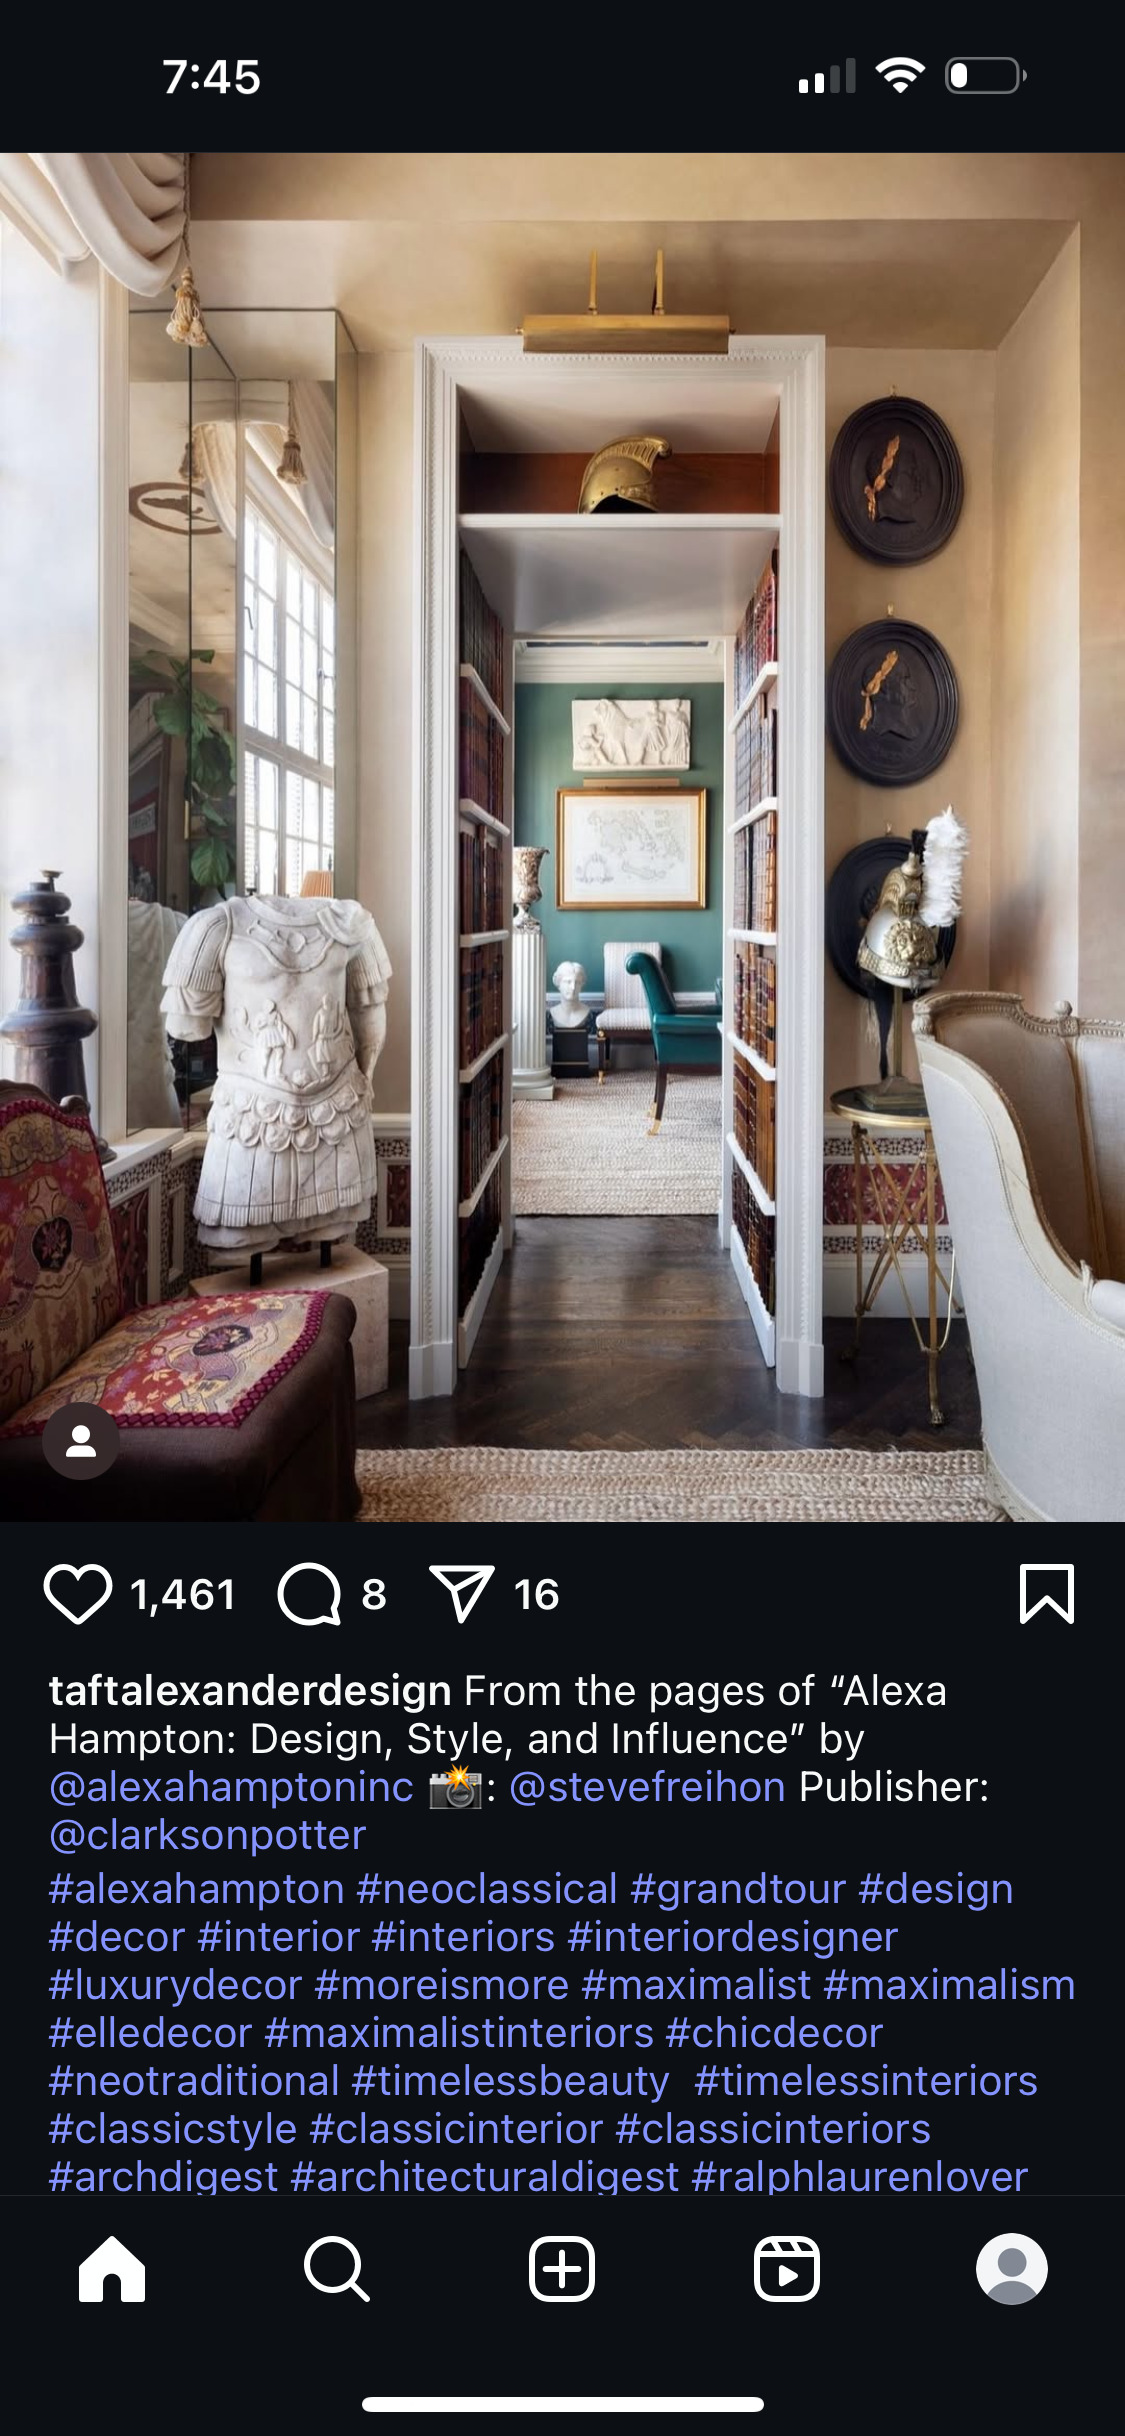 7:45
1,461 8 16
taftalexanderdesign From the pages of “Alexa
Hampton: Design, Style, and Influence” by
@alexahamptoninc 📸: @stevefreihon Publisher:
@clarksonpotter
#alexahampton #neoclassical #grandtour #design
#decor #interior #interiors #interiordesigner
#luxurydecor #moreismore #maximalist #maximalism
#elledecor #maximalistinteriors #chicdecor
#neotraditional #timelessbeauty #timelessinteriors
#classicstyle #classicinterior #classicinteriors
#archdigest #architecturaldigest #ralphlaurenlover